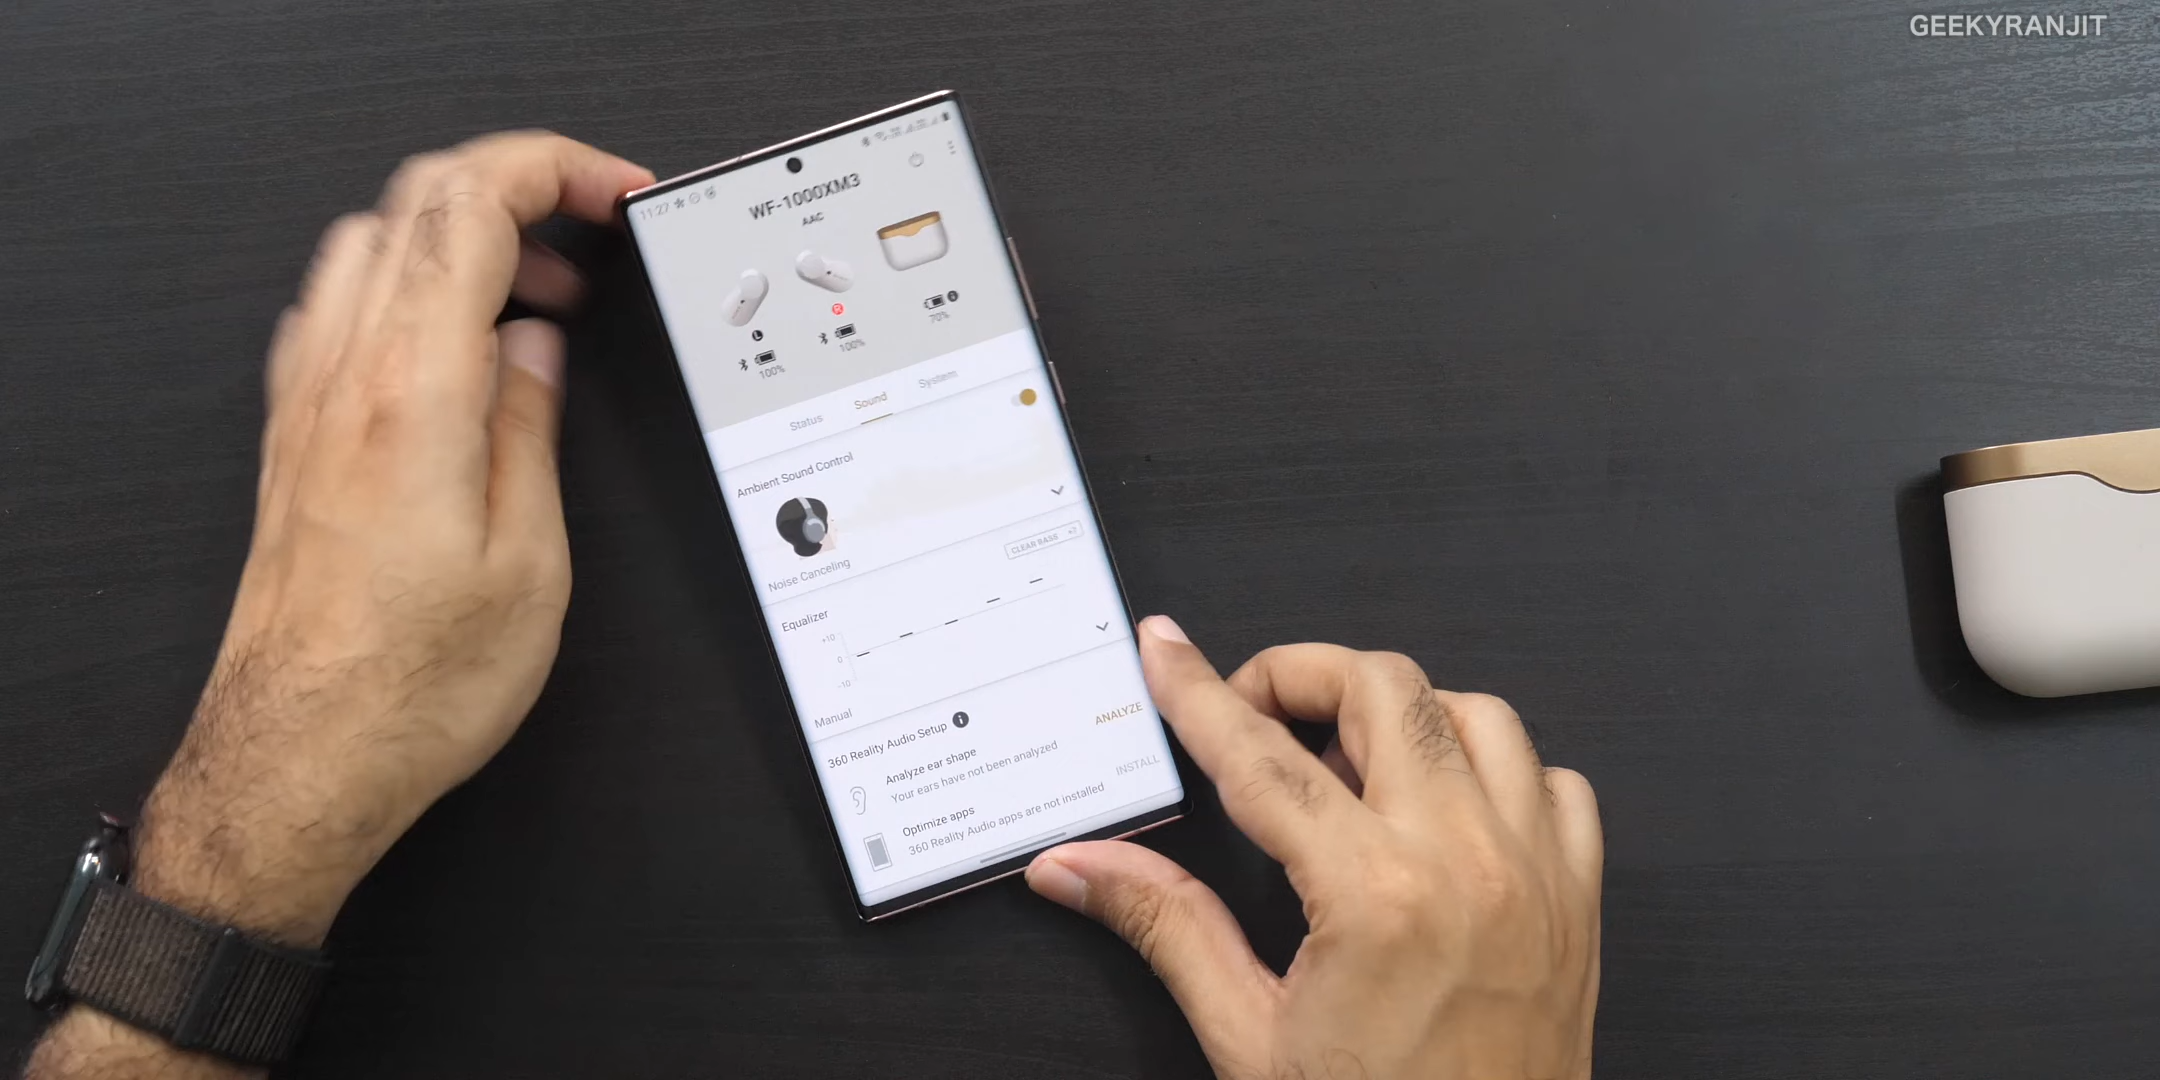 GEEKYRANJIT
11:27
WF-1000XM3
AAC
L
R
100%
100%
70%
Status
Sound
System
Ambient Sound Control
Noise Canceling
CLEAR BASS +2
Equalizer
+10
0
-10
Manual
360 Reality Audio Setup
Analyze ear shape
Your ears have not been analyzed
ANALYZE
Optimize apps
360 Reality Audio apps are not installed
INSTALL